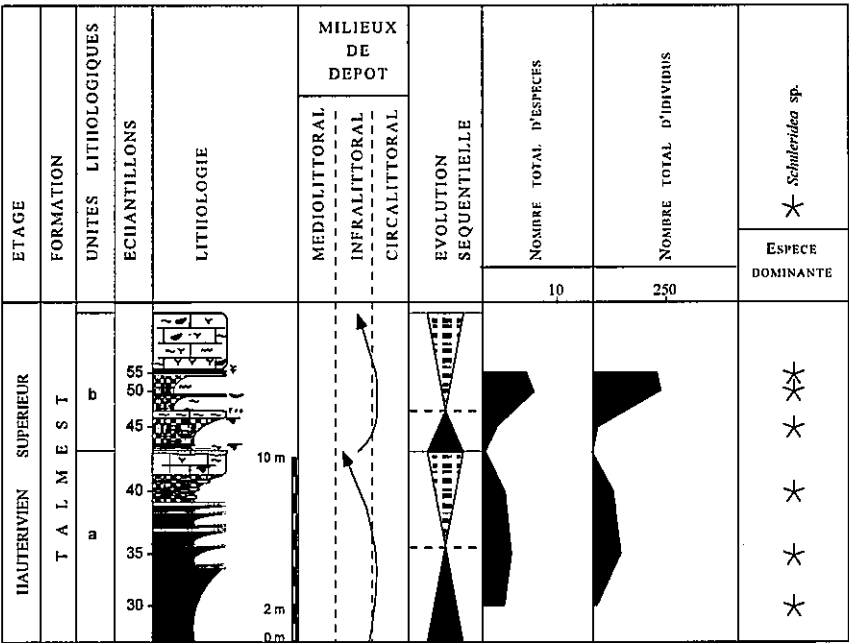 ETAGE
FORMATION
UNITES LITHOLOGIQUES
ECHANTILLONS
LITHOLOGIE
MILIEUX
DE
DEPOT
MEDIOLITTORAL
INFRALITTORAL
CIRCALITTORAL
EVOLUTION
SEQUENTIELLE
NOMBRE TOTAL D'ESPECES
10
NOMBRE TOTAL D'IDIVIDUS
250
Schuleridea sp.
ESPECE
DOMINANTE
HAUTERIVIEN SUPERIEUR
TALMEST
b
a
55
50
45
40
35
30
10 m
2 m
0 m